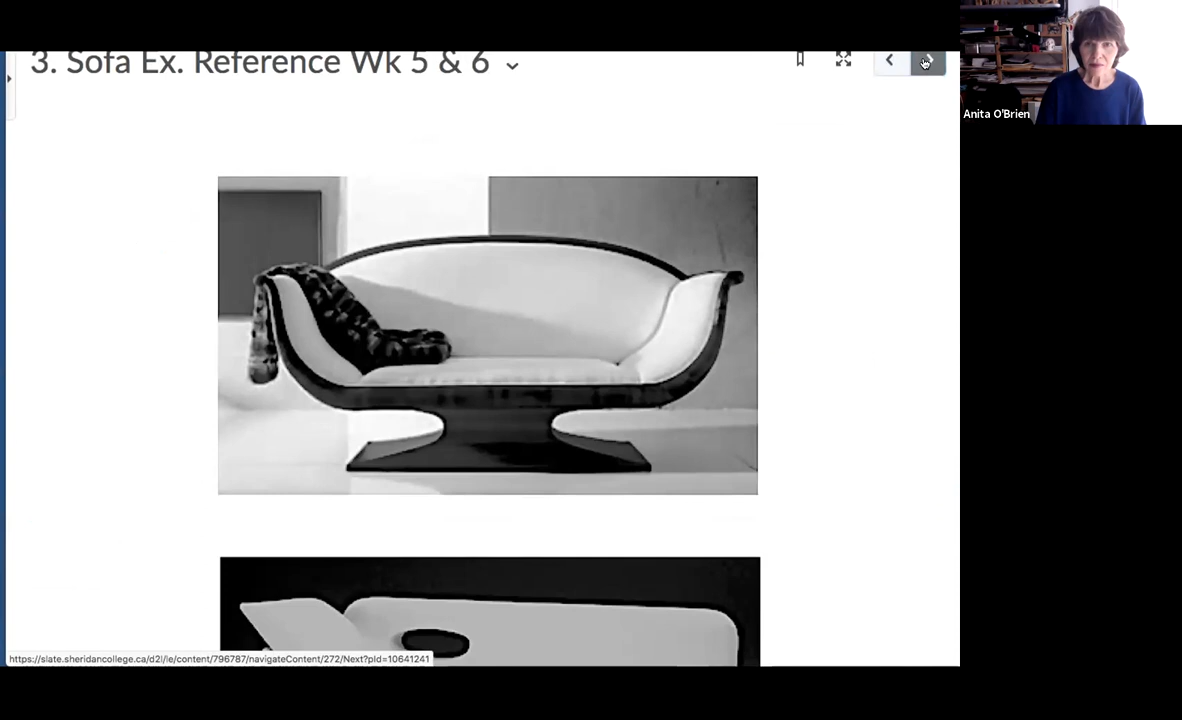 3. Sofa Ex. Reference Wk 5 & 6
Anita O'Brien
https://slate.sheridancollege.ca/d2l/le/content/796787/navigateContent/272/Next?pId=10641241